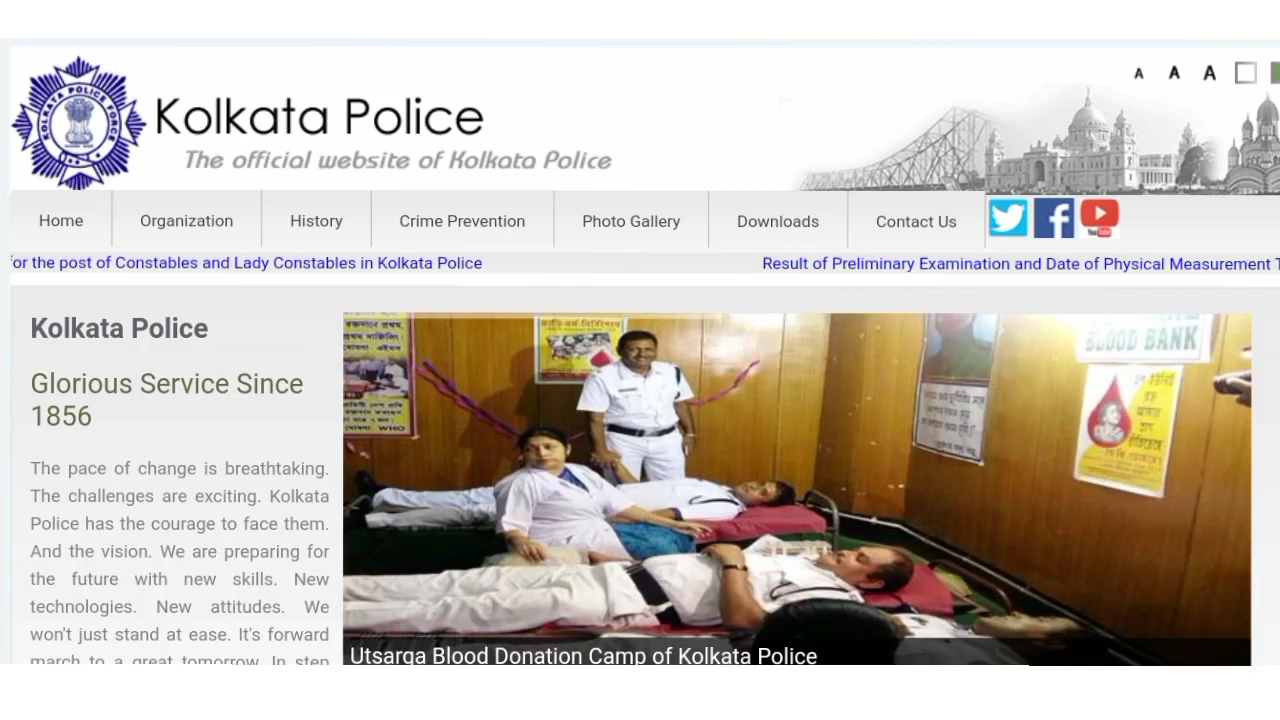 KOLKATA POLICE FORCE
Kolkata Police
The official website of Kolkata Police
A A A
Home Organization History Crime Prevention Photo Gallery Downloads Contact Us
You Tube
for the post of Constables and Lady Constables in Kolkata Police Result of Preliminary Examination and Date of Physical Measurement T
Kolkata Police
Glorious Service Since
1856
The pace of change is breathtaking.
The challenges are exciting. Kolkata
Police has the courage to face them.
And the vision. We are preparing for
the future with new skills. New
technologies. New attitudes. We
won't just stand at ease. It's forward
march to a great tomorrow. In step
WHO
BLOOD BANK
Utsarga Blood Donation Camp of Kolkata Police